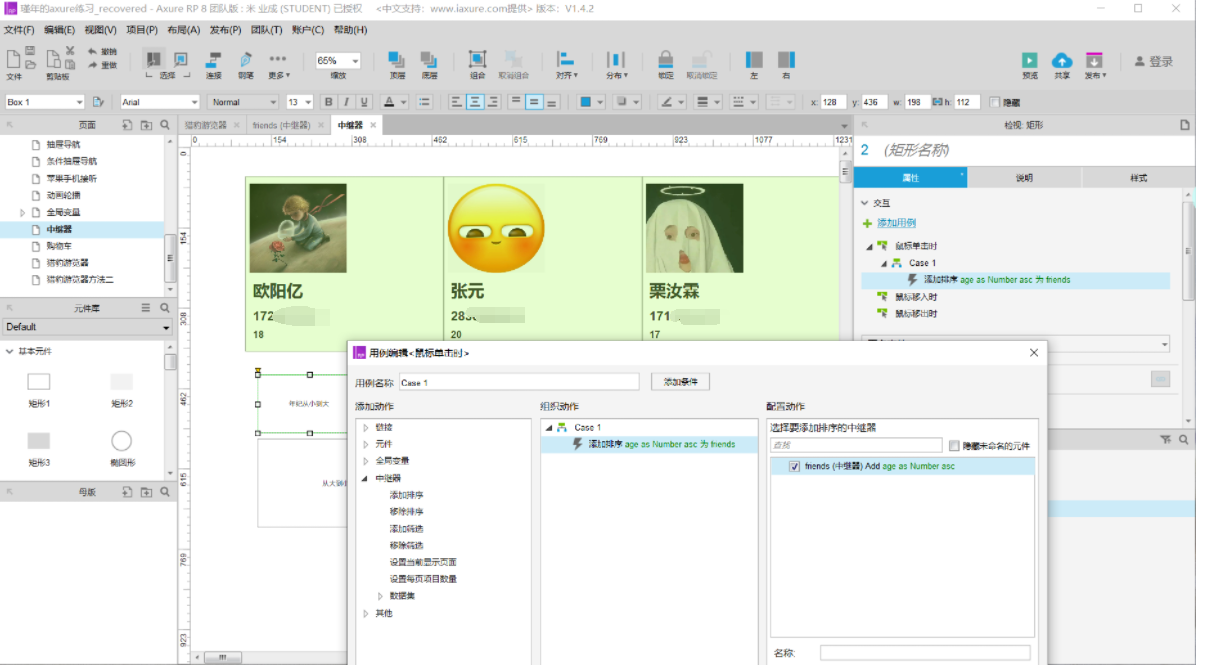 瑾年的axure练习_recovered - Axure RP 8 团队版 : 米 业成 (STUDENT) 已授权 <中文支持：www.iaxure.com提供> 版本：V1.4.2
文件(F) 编辑(E) 视图(V) 项目(P) 布局(A) 发布(P) 团队(T) 账户(C) 帮助(H)
撤销
重做
文件 剪贴板 选择 连接 钢笔 更多 65% 缩放 顶层 底层 组合 取消组合 对齐 分布 锁定 取消锁定 左 右 预览 共享 发布 登录
Box 1 Arial Normal 13 B I U A x: 128 y: 436 w: 198 h: 112 隐藏
页面
猎豹游览器 friends (中继器) 中继器
检视: 矩形
抽屉导航
条件抽屉导航
苹果手机接听
动画轮播
全局变量
中继器
购物车
猎豹游览器
猎豹游览器方法二
元件库
Default
基本元件
矩形1 矩形2
矩形3 椭圆形
母版
0 154 308 462 615 769 923 1077 1231
0
154
308
462
615
769
923
欧阳亿 张元 栗汝霖
172 171
18 20 17
年纪从小到大
2 (矩形名称)
属性 说明 样式
交互
添加用例
鼠标单击时
Case 1
添加排序 age as Number asc 为 friends
鼠标移入时
鼠标移出时
用例编辑<鼠标单击时>
用例名称 Case 1 添加条件
添加动作 组织动作 配置动作
链接
元件
全局变量
中继器
添加排序
移除排序
添加筛选
移除筛选
设置当前显示页面
设置每页项目数量
数据集
其他
Case 1
添加排序 age as Number asc 为 friends
选择要添加排序的中继器
查找 隐藏未命名的元件
friends (中继器) Add age as Number asc
名称: